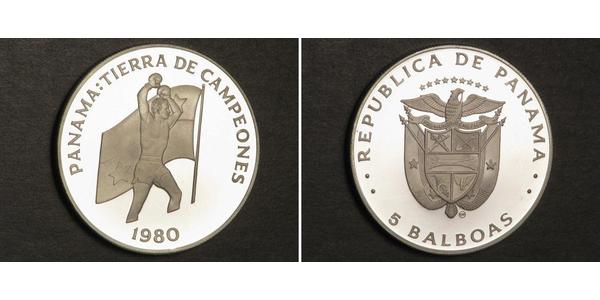 PANAMA: TIERRA DE CAMPEONES
1980
REPUBLICA DE PANAMA
5 BALBOAS